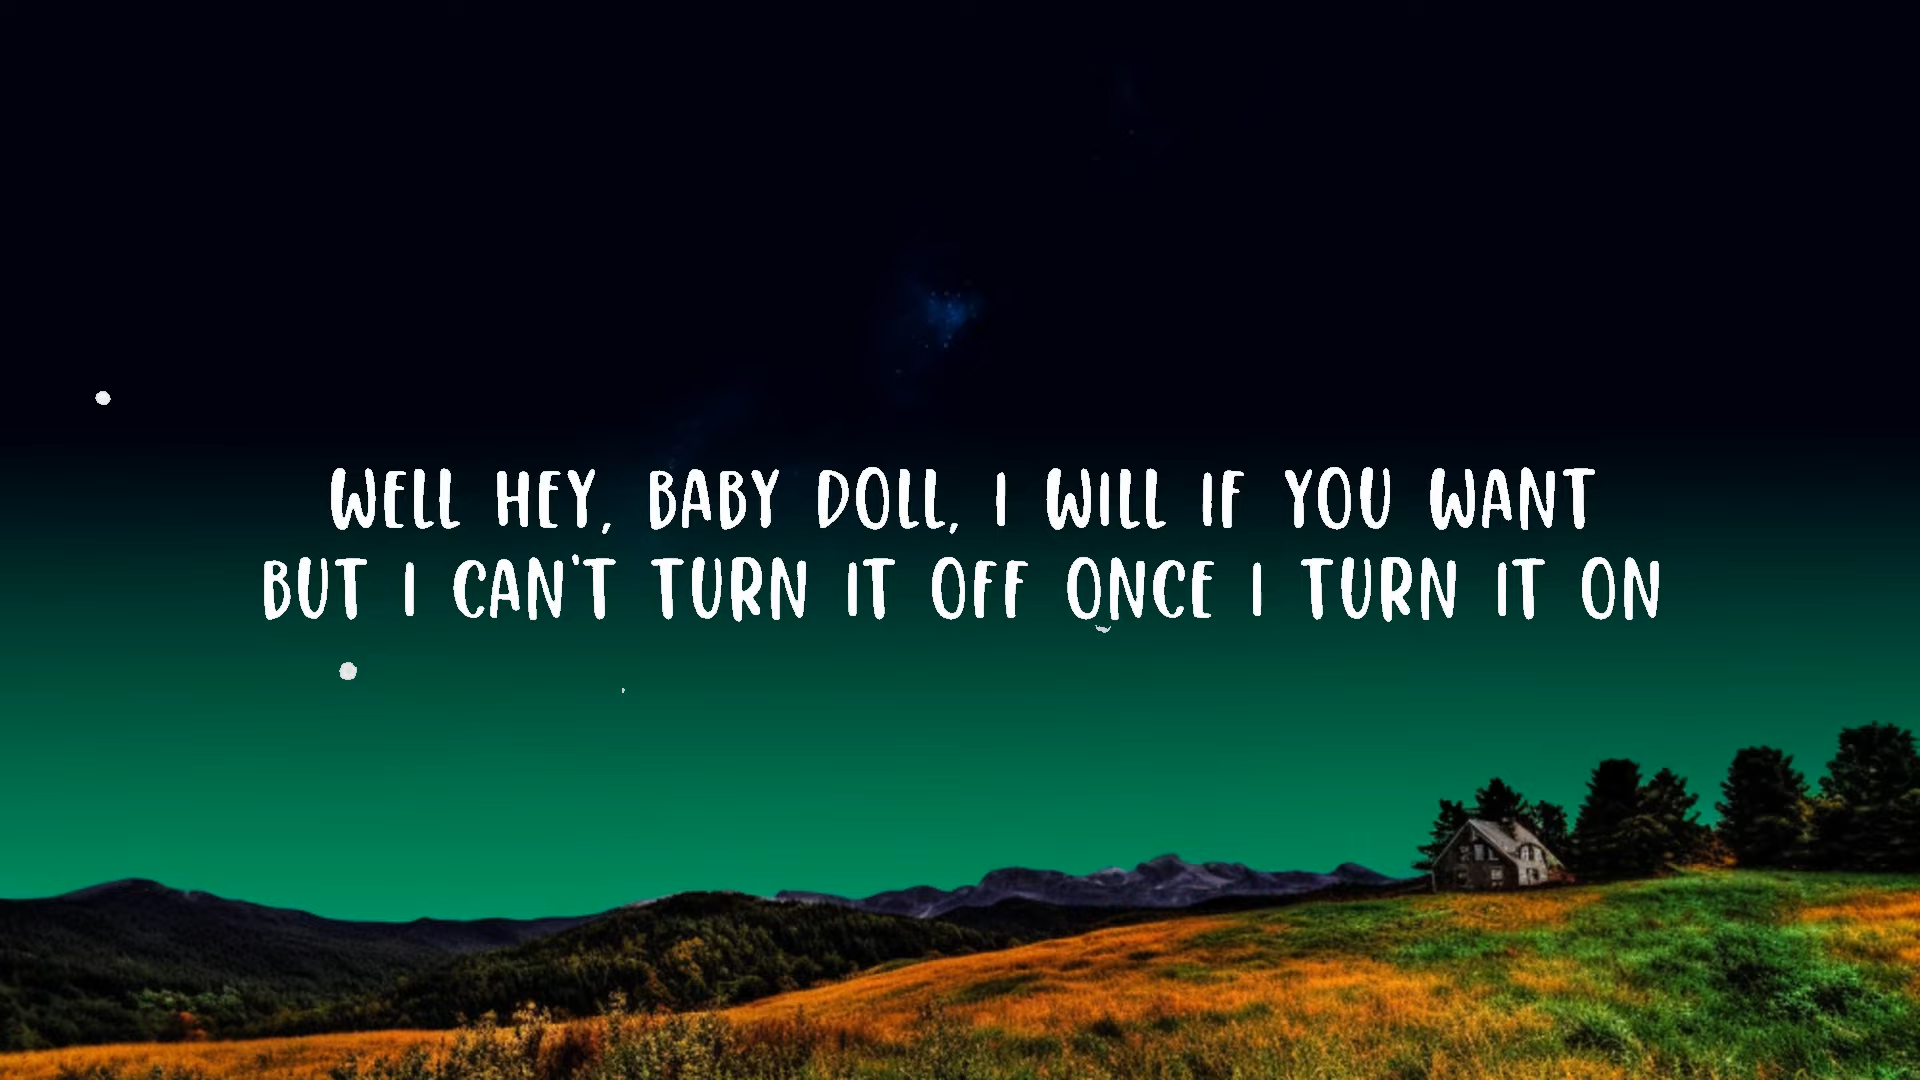 WELL HEY, BABY DOLL, I WILL IF YOU WANT
BUT I CAN'T TURN IT OFF ONCE I TURN IT ON